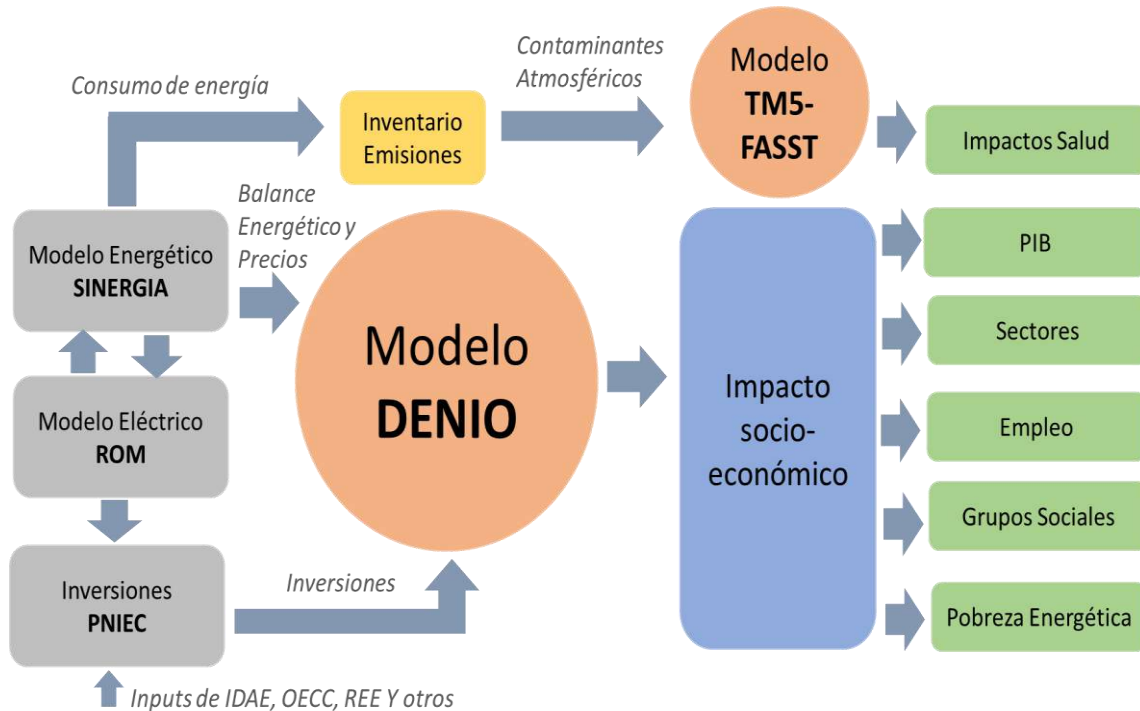 Consumo de energía
Inventario
Emisiones
Contaminantes
Atmosféricos
Modelo
TM5-
FASST
Impactos Salud
Modelo Energético
SINERGIA
Balance
Energético y
Precios
Modelo Eléctrico
ROM
Inversiones
PNIEC
Inversiones
Inputs de IDAE, OECC, REE Y otros
Modelo
DENIO
Impacto
socio-
económico
PIB
Sectores
Empleo
Grupos Sociales
Pobreza Energética